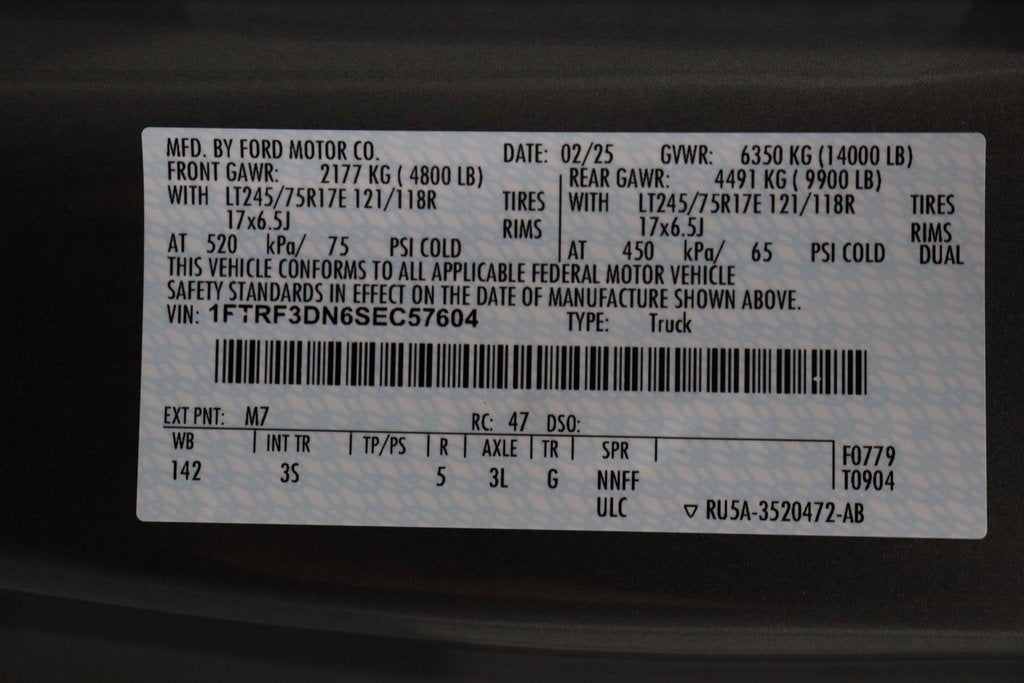 MFD. BY FORD MOTOR CO. DATE: 02/25 GVWR: 6350 KG (14000 LB)
FRONT GAWR: 2177 KG ( 4800 LB) REAR GAWR: 4491 KG ( 9900 LB)
WITH LT245/75R17E 121/118R TIRES WITH LT245/75R17E 121/118R TIRES
17x6.5J RIMS 17x6.5J RIMS
AT 520 kPa/ 75 PSI COLD AT 450 kPa/ 65 PSI COLD DUAL
THIS VEHICLE CONFORMS TO ALL APPLICABLE FEDERAL MOTOR VEHICLE
SAFETY STANDARDS IN EFFECT ON THE DATE OF MANUFACTURE SHOWN ABOVE.
VIN: 1FTRF3DN6SEC57604 TYPE: Truck
EXT PNT: M7 RC: 47 DSO:
WB INT TR TP/PS R AXLE TR SPR F0779
142 3S 5 3L G NNFF T0904
ULC RU5A-3520472-AB